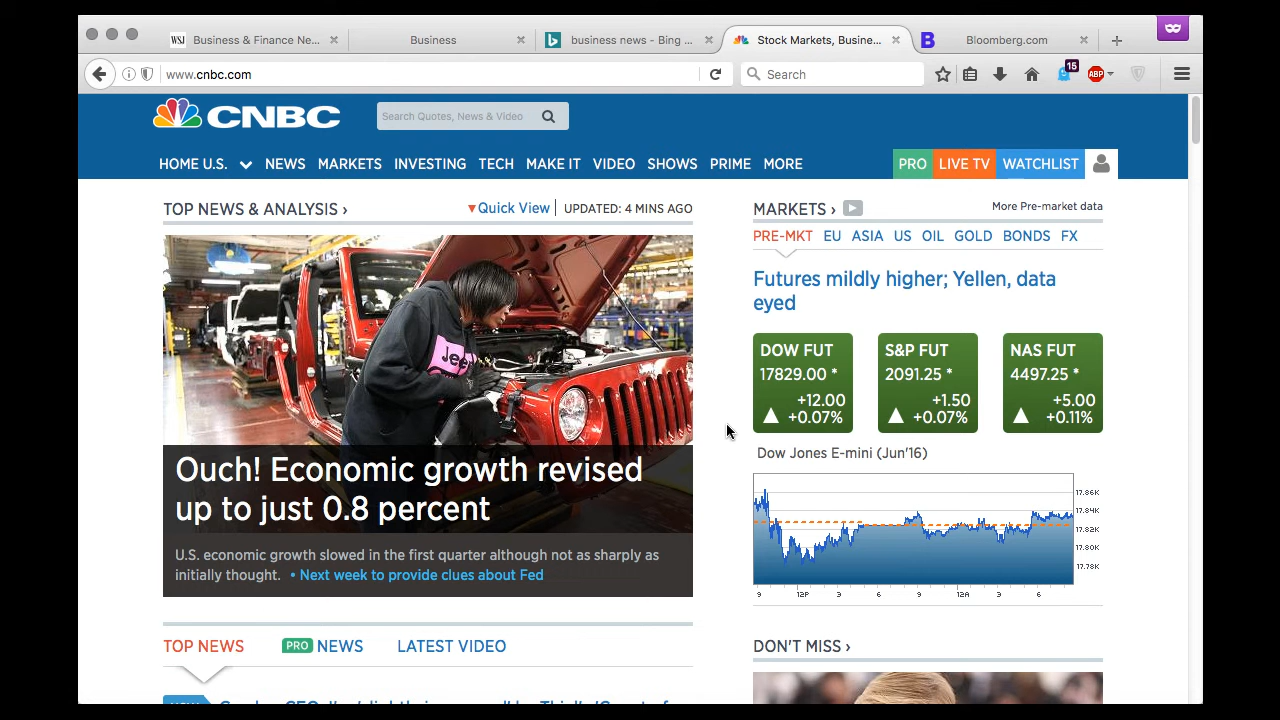 WSJ Business & Finance Ne...
Business
business news - Bing ...
Stock Markets, Busine...
Bloomberg.com
www.cnbc.com
Search
15
ABP
CNBC
Search Quotes, News & Video
HOME U.S.
NEWS
MARKETS
INVESTING
TECH
MAKE IT
VIDEO
SHOWS
PRIME
MORE
PRO
LIVE TV
WATCHLIST
TOP NEWS & ANALYSIS ›
Quick View
UPDATED: 4 MINS AGO
Jeep
Ouch! Economic growth revised
up to just 0.8 percent
U.S. economic growth slowed in the first quarter although not as sharply as
initially thought. • Next week to provide clues about Fed
TOP NEWS
PRO NEWS
LATEST VIDEO
MARKETS ›
More Pre-market data
PRE-MKT EU ASIA US OIL GOLD BONDS FX
Futures mildly higher; Yellen, data
eyed
DOW FUT
17829.00 *
+12.00
+0.07%
S&P FUT
2091.25 *
+1.50
+0.07%
NAS FUT
4497.25 *
+5.00
+0.11%
Dow Jones E-mini (Jun'16)
17.86K
17.84K
17.82K
17.80K
17.78K
9 12P 3 6 9 12A 3 6
DON'T MISS ›